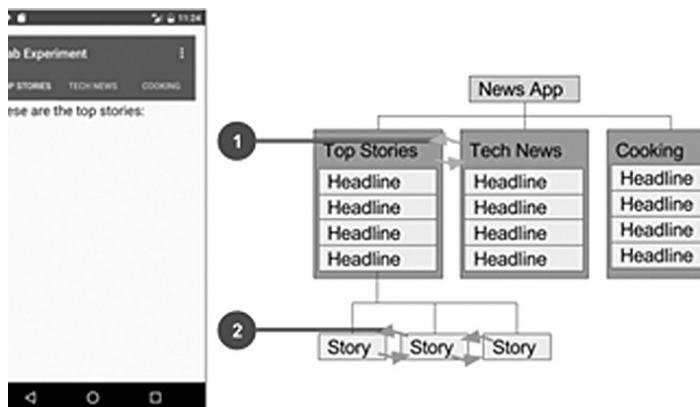 11:24
ab Experiment
P STORIES TECH NEWS COOKING
ese are the top stories:
News App
1
Top Stories
Headline
Headline
Headline
Headline
Tech News
Headline
Headline
Headline
Headline
Cooking
Headline
Headline
Headline
Headline
2
Story Story Story